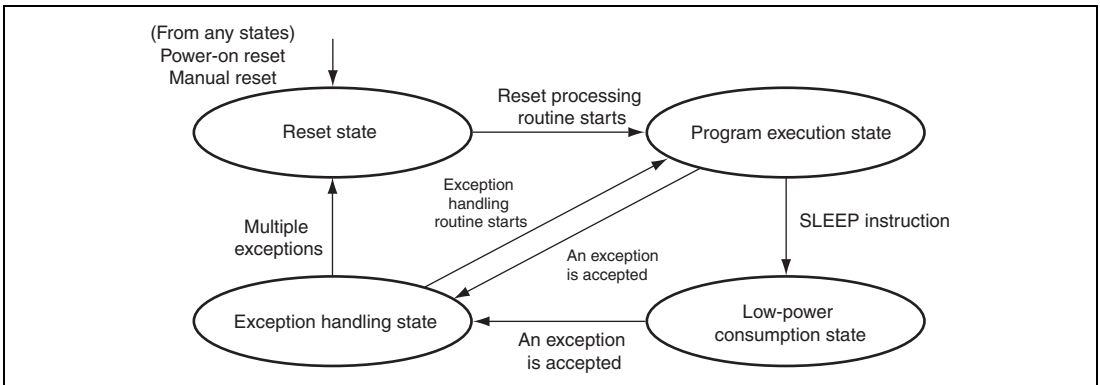 (From any states)
Power-on reset
Manual reset
Reset state
Reset processing
routine starts
Program execution state
Exception
handling
routine starts
Multiple
exceptions
An exception
is accepted
SLEEP instruction
Exception handling state
An exception
is accepted
Low-power
consumption state